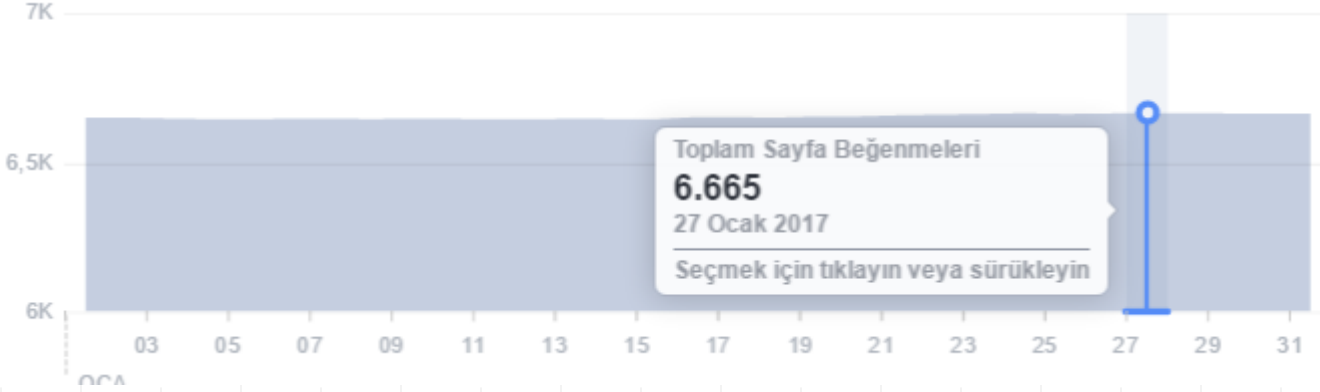 7K
6,5K
6K
Toplam Sayfa Beğenmeleri
6.665
27 Ocak 2017
Seçmek için tıklayın veya sürükleyin
03 05 07 09 11 13 15 17 19 21 23 25 27 29 31
OCA